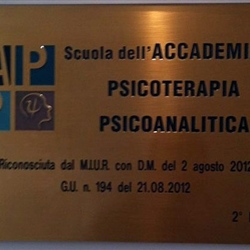 AP
P Ψ
Scuola dell'ACCADEMI
PSICOTERAPIA
PSICOANALITICA
Riconosciuta dal M.I.U.R. con D.M. del 2 agosto 2012
G.U. n. 194 del 21.08.2012
2°